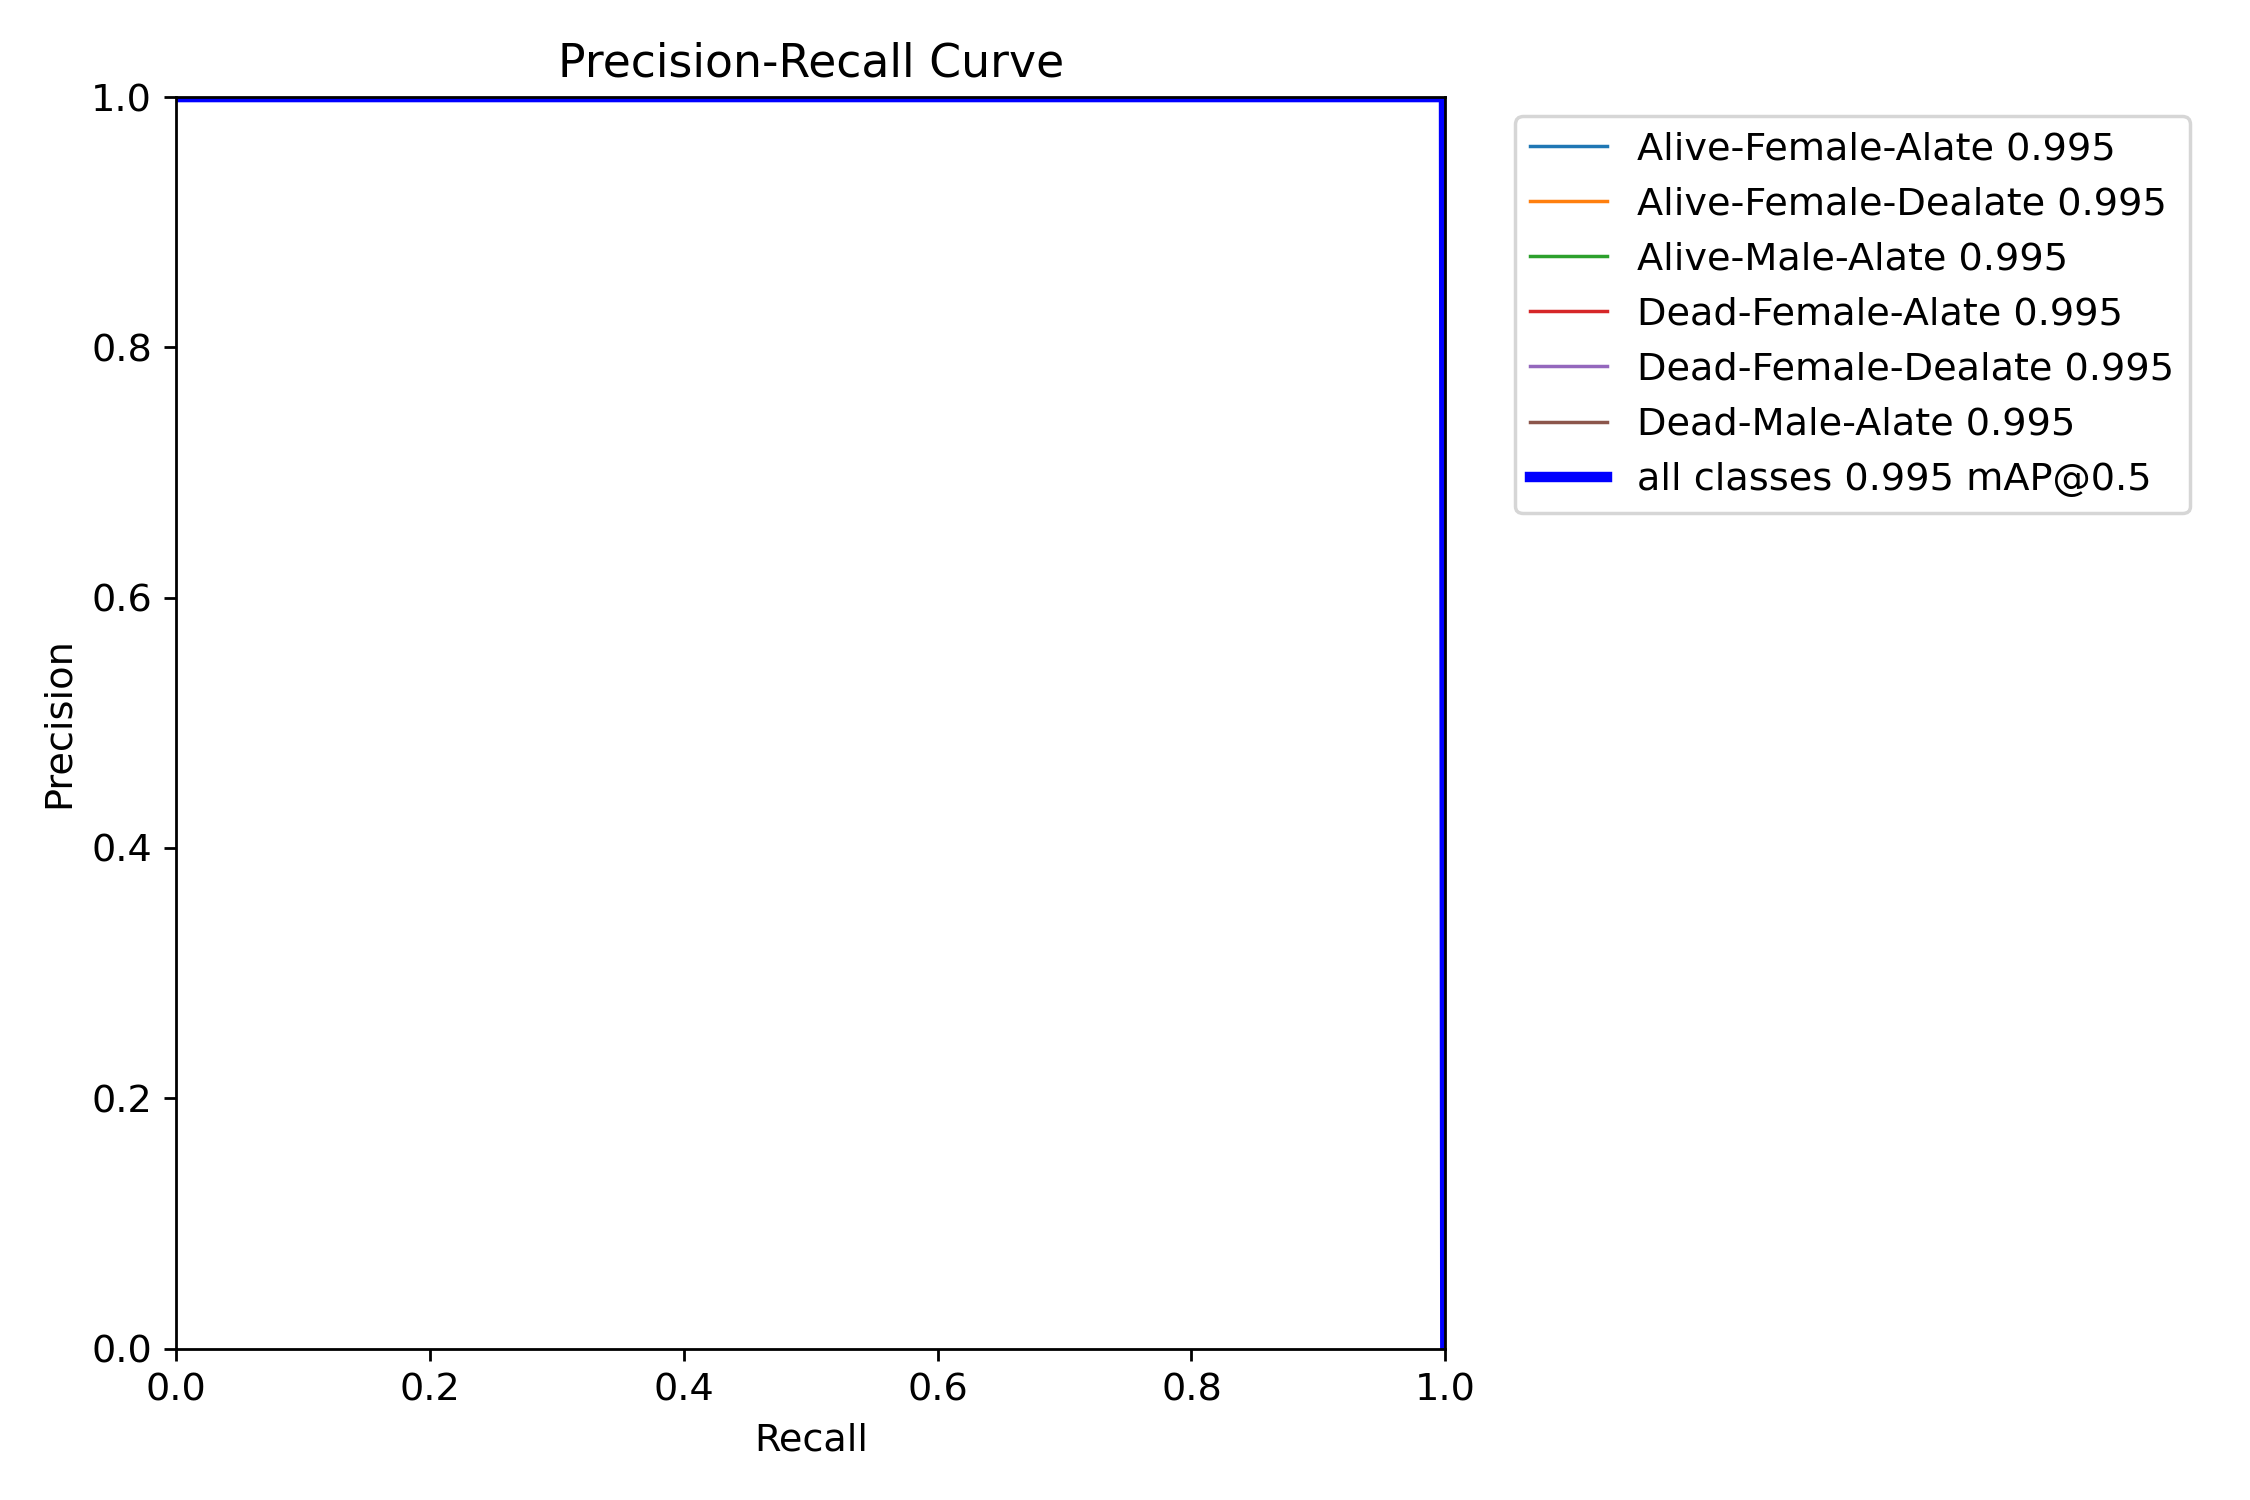 Precision-Recall Curve
1.0
0.8
0.6
0.4
0.2
0.0
Precision
0.0 0.2 0.4 0.6 0.8 1.0
Recall
Alive-Female-Alate 0.995
Alive-Female-Dealate 0.995
Alive-Male-Alate 0.995
Dead-Female-Alate 0.995
Dead-Female-Dealate 0.995
Dead-Male-Alate 0.995
all classes 0.995 mAP@0.5